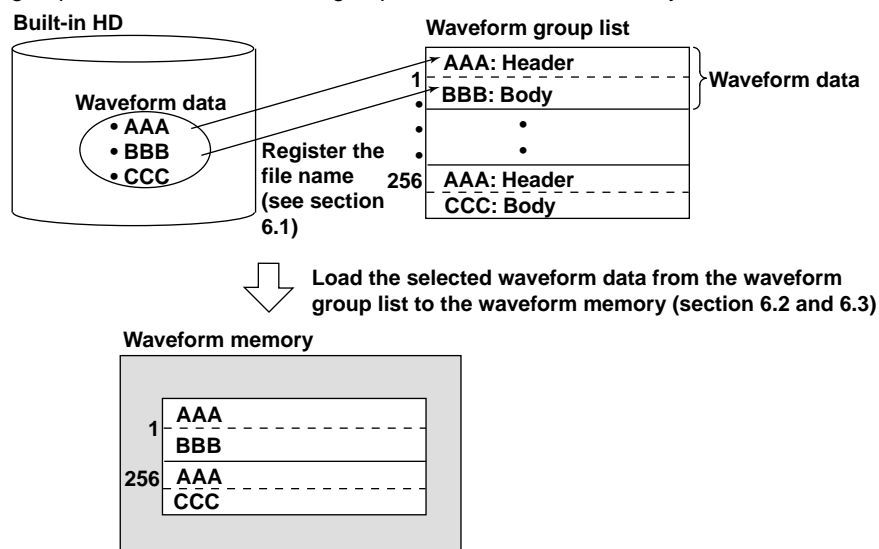 Built-in HD
Waveform data
• AAA
• BBB
• CCC
Register the
file name
(see section
6.1)
Waveform group list
1
AAA: Header
BBB: Body
Waveform data
•
•
•
•
•
256
AAA: Header
CCC: Body
Load the selected waveform data from the waveform
group list to the waveform memory (section 6.2 and 6.3)
Waveform memory
1
AAA
BBB
256
AAA
CCC